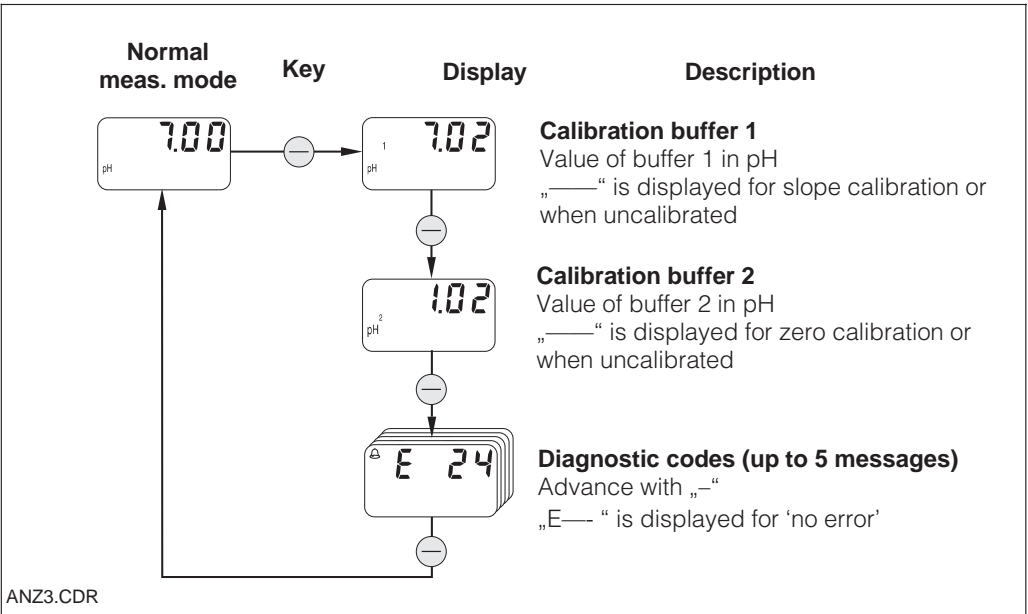 Normal
meas. mode
Key
Display
Description
7.00
pH
1
7.02
pH
Calibration buffer 1
Value of buffer 1 in pH
„——“ is displayed for slope calibration or
when uncalibrated
1.02
pH 2
Calibration buffer 2
Value of buffer 2 in pH
„——“ is displayed for zero calibration or
when uncalibrated
E 24
Diagnostic codes (up to 5 messages)
Advance with „–“
„E—- “ is displayed for ‘no error’
ANZ3.CDR